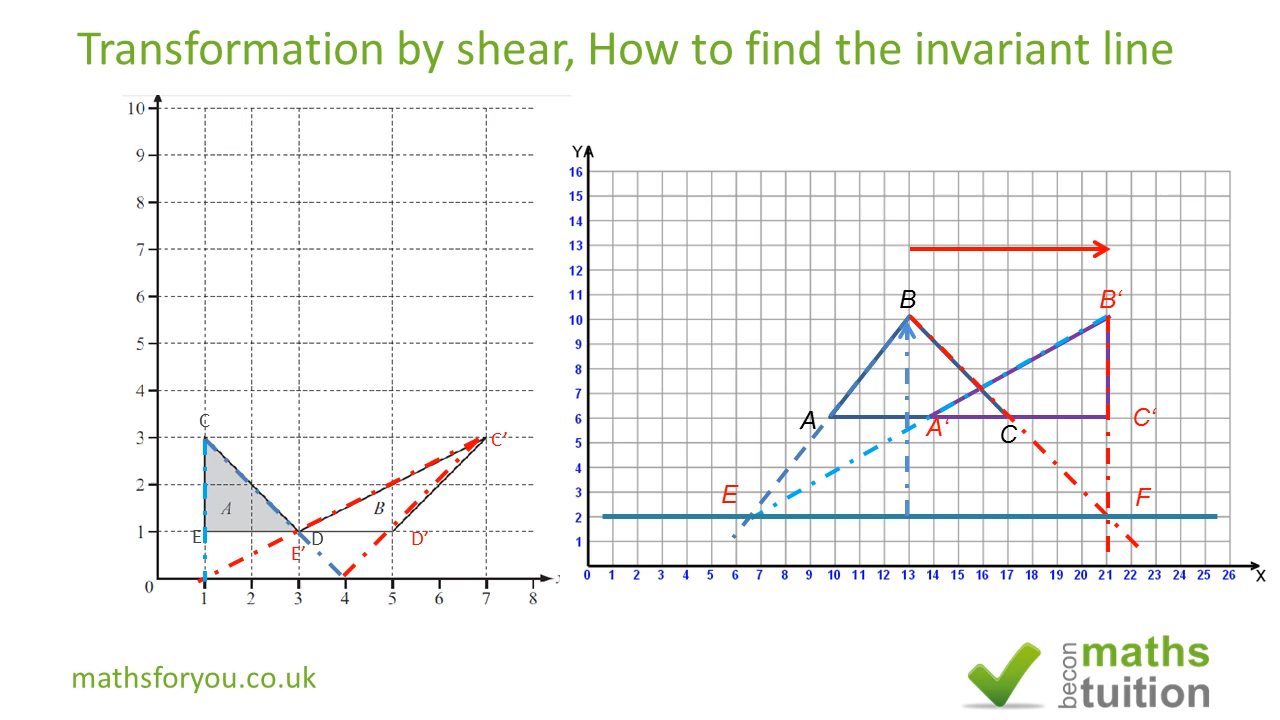 Transformation by shear, How to find the invariant line
10
9
8
7
6
5
4
3
2
1
0
1 2 3 4 5 6 7 8
C
A
E
E'
D
B
D'
C'
YA
16
15
14
13
12
11
10
9
8
7
6
5
4
3
2
1
0 1 2 3 4 5 6 7 8 9 10 11 12 13 14 15 16 17 18 19 20 21 22 23 24 25 26
X
B
B‘
A
A‘
C
C‘
E
F
mathsforyou.co.uk
becon
maths
tuition